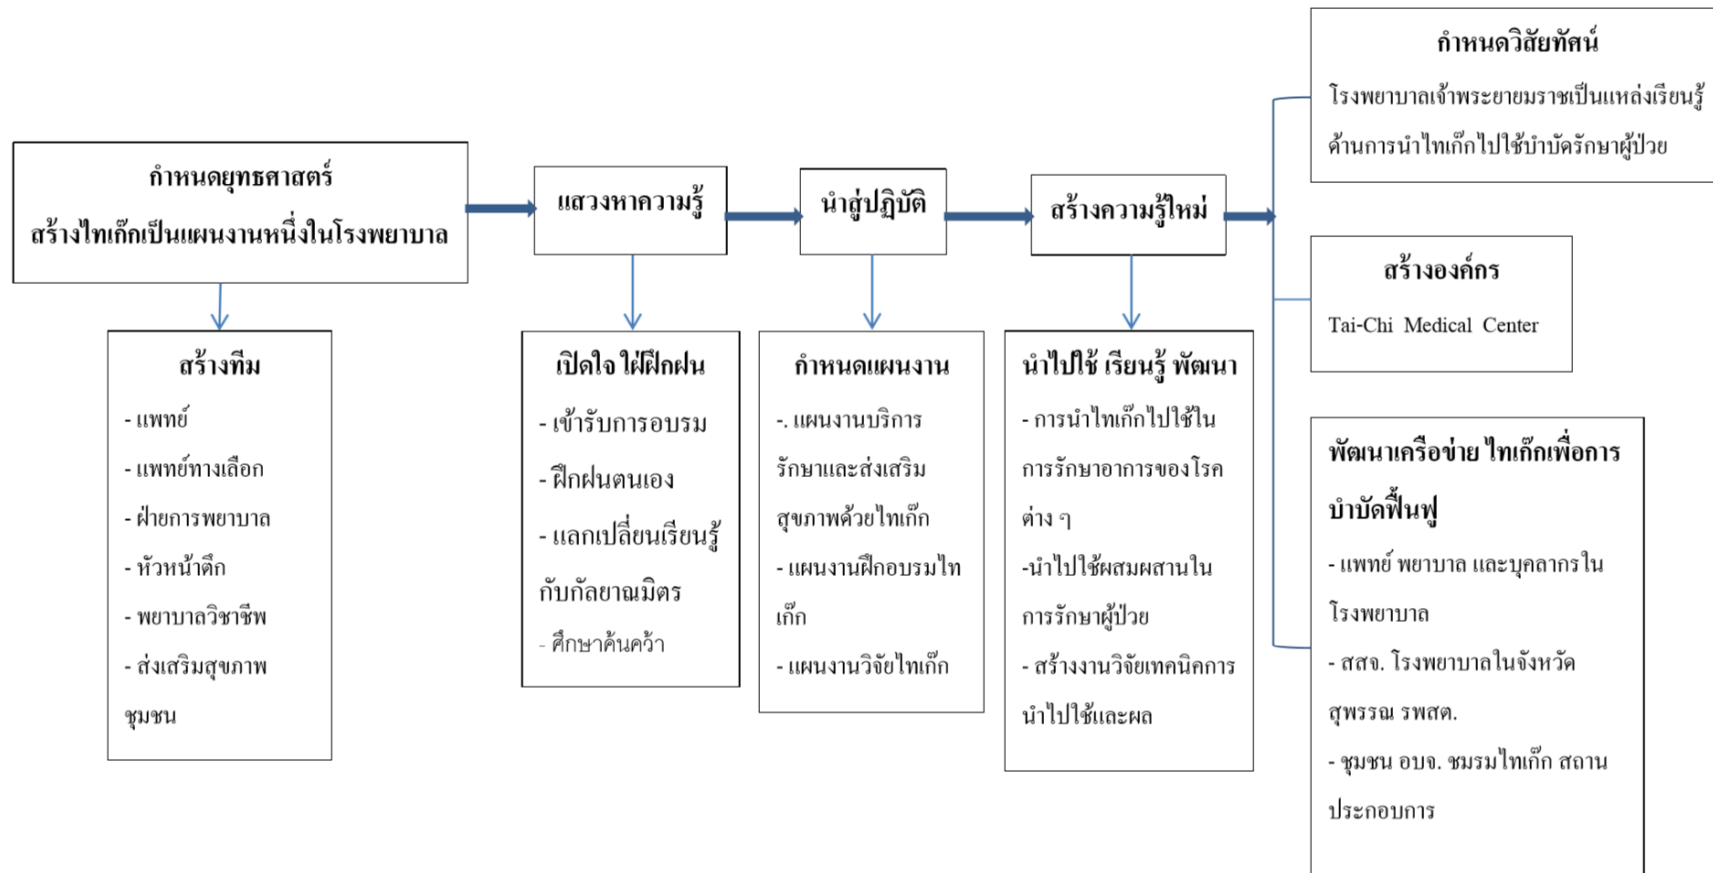 กำหนดยุทธศาสตร์
สร้างไทเก๊กเป็นแผนงานหนึ่งในโรงพยาบาล
สร้างทีม
- แพทย์
- แพทย์ทางเลือก
- ฝ่ายการพยาบาล
- หัวหน้าตึก
- พยาบาลวิชาชีพ
- ส่งเสริมสุขภาพ
ชุมชน
แสวงหาความรู้
เปิดใจ ใฝ่ฝึกฝน
- เข้ารับการอบรม
- ฝึกฝนตนเอง
- แลกเปลี่ยนเรียนรู้
กับกัลยาณมิตร
- ศึกษาค้นคว้า
นำสู่ปฏิบัติ
กำหนดแผนงาน
-. แผนงานบริการ
รักษาและส่งเสริม
สุขภาพด้วยไทเก๊ก
- แผนงานฝึกอบรมไท
เก๊ก
- แผนงานวิจัยไทเก๊ก
สร้างความรู้ใหม่
นำไปใช้ เรียนรู้ พัฒนา
- การนำไทเก๊กไปใช้ใน
การรักษาอาการของโรค
ต่าง ๆ
-นำไปใช้ผสมผสานใน
การรักษาผู้ป่วย
- สร้างงานวิจัยเทคนิคการ
นำไปใช้และผล
กำหนดวิสัยทัศน์
โรงพยาบาลเจ้าพระยายมราชเป็นแหล่งเรียนรู้
ด้านการนำไทเก๊กไปใช้บำบัดรักษาผู้ป่วย
สร้างองค์กร
Tai-Chi Medical Center
พัฒนาเครือข่าย ไทเก๊กเพื่อการ
บำบัดฟื้นฟู
- แพทย์ พยาบาล และบุคลากรใน
โรงพยาบาล
- สสจ. โรงพยาบาลในจังหวัด
สุพรรณ รพสต.
- ชุมชน อบจ. ชมรมไทเก๊ก สถาน
ประกอบการ